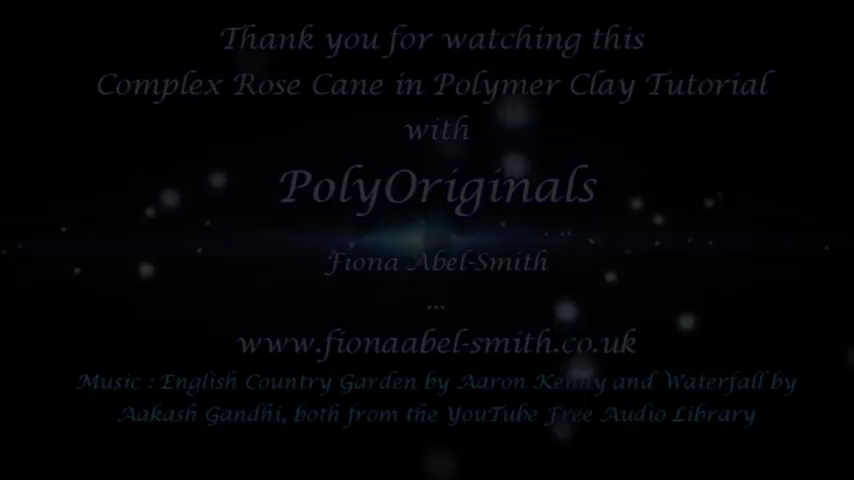 Thank you for watching this
Complex Rose Cane in Polymer Clay Tutorial
with
PolyOriginals
Fiona Abel-Smith
...
www.fionaabel-smith.co.uk
Music : English Country Garden by Aaron Kenny and Waterfall by
Aakash Gandhi, both from the YouTube Free Audio Library